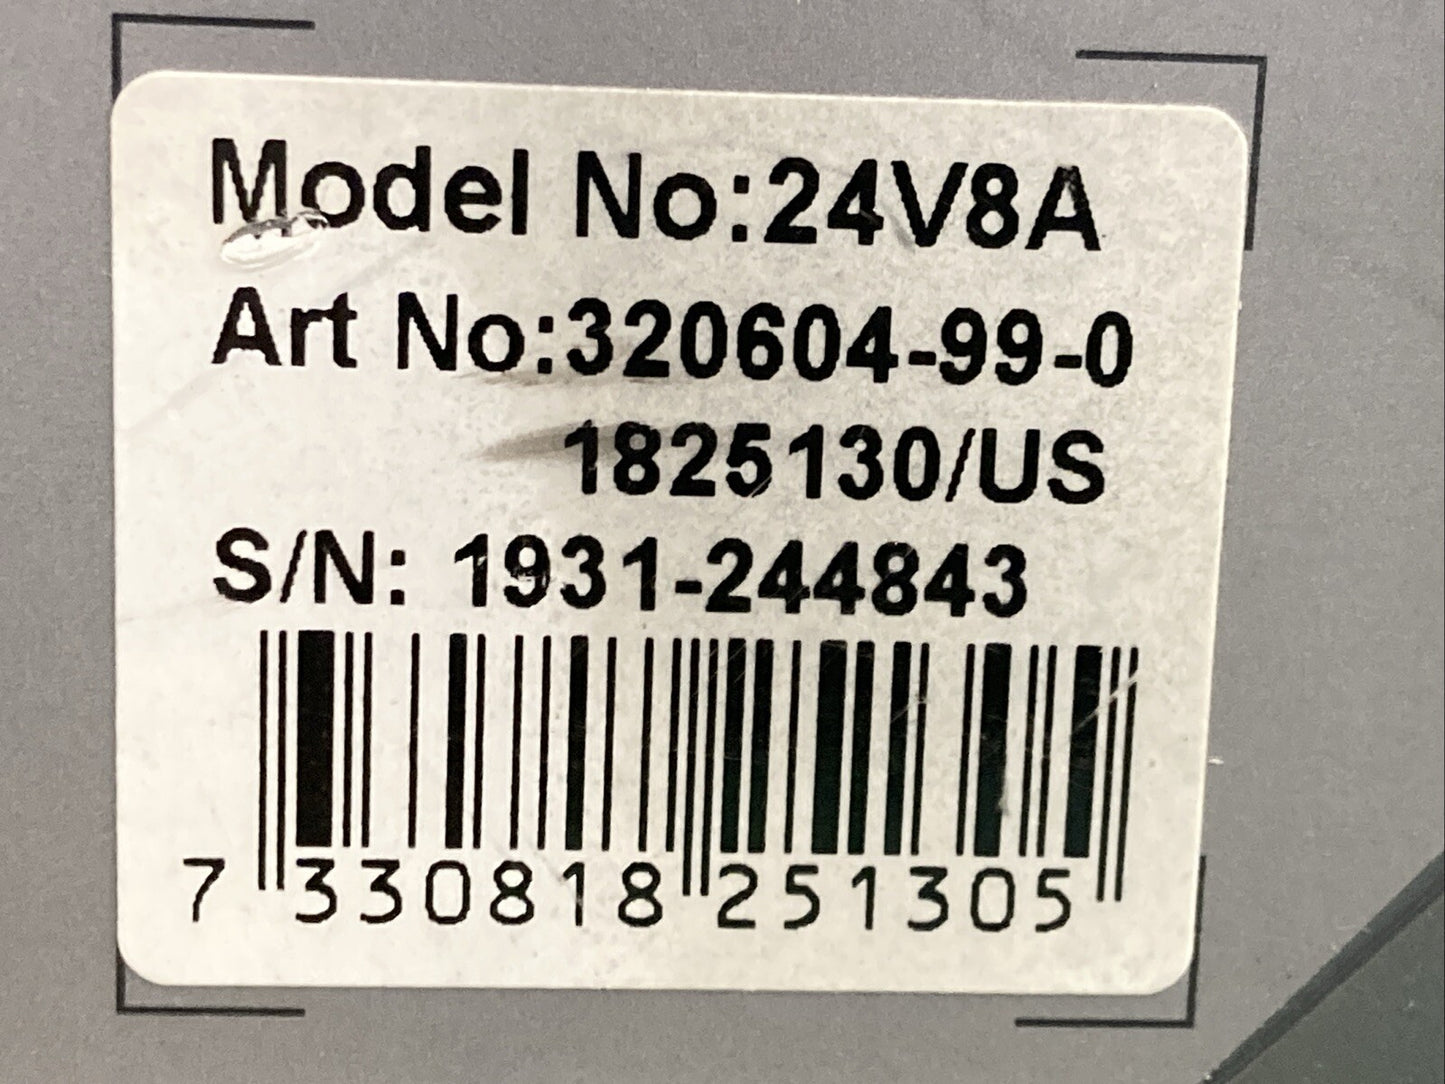 Model No:24V8A
Art No:320604-99-0
1825130/US
S/N: 1931-244843
7 330818 251305